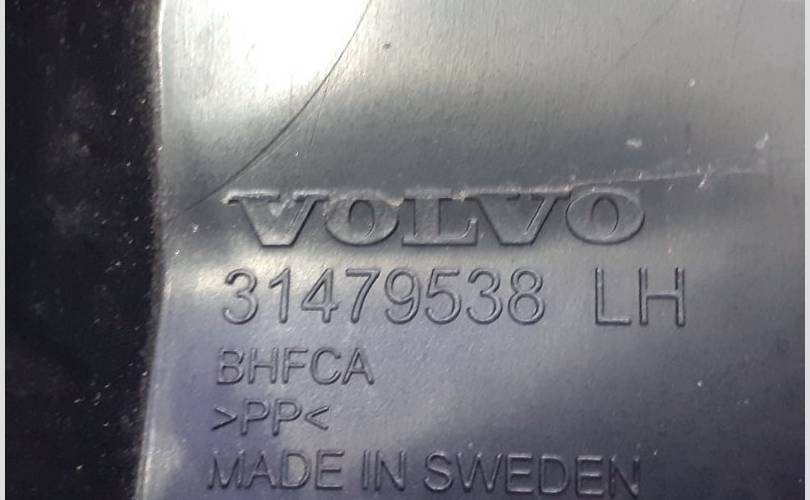 VOLVO
31479538 LH
BHFCA
>PP<
MADE IN SWEDEN